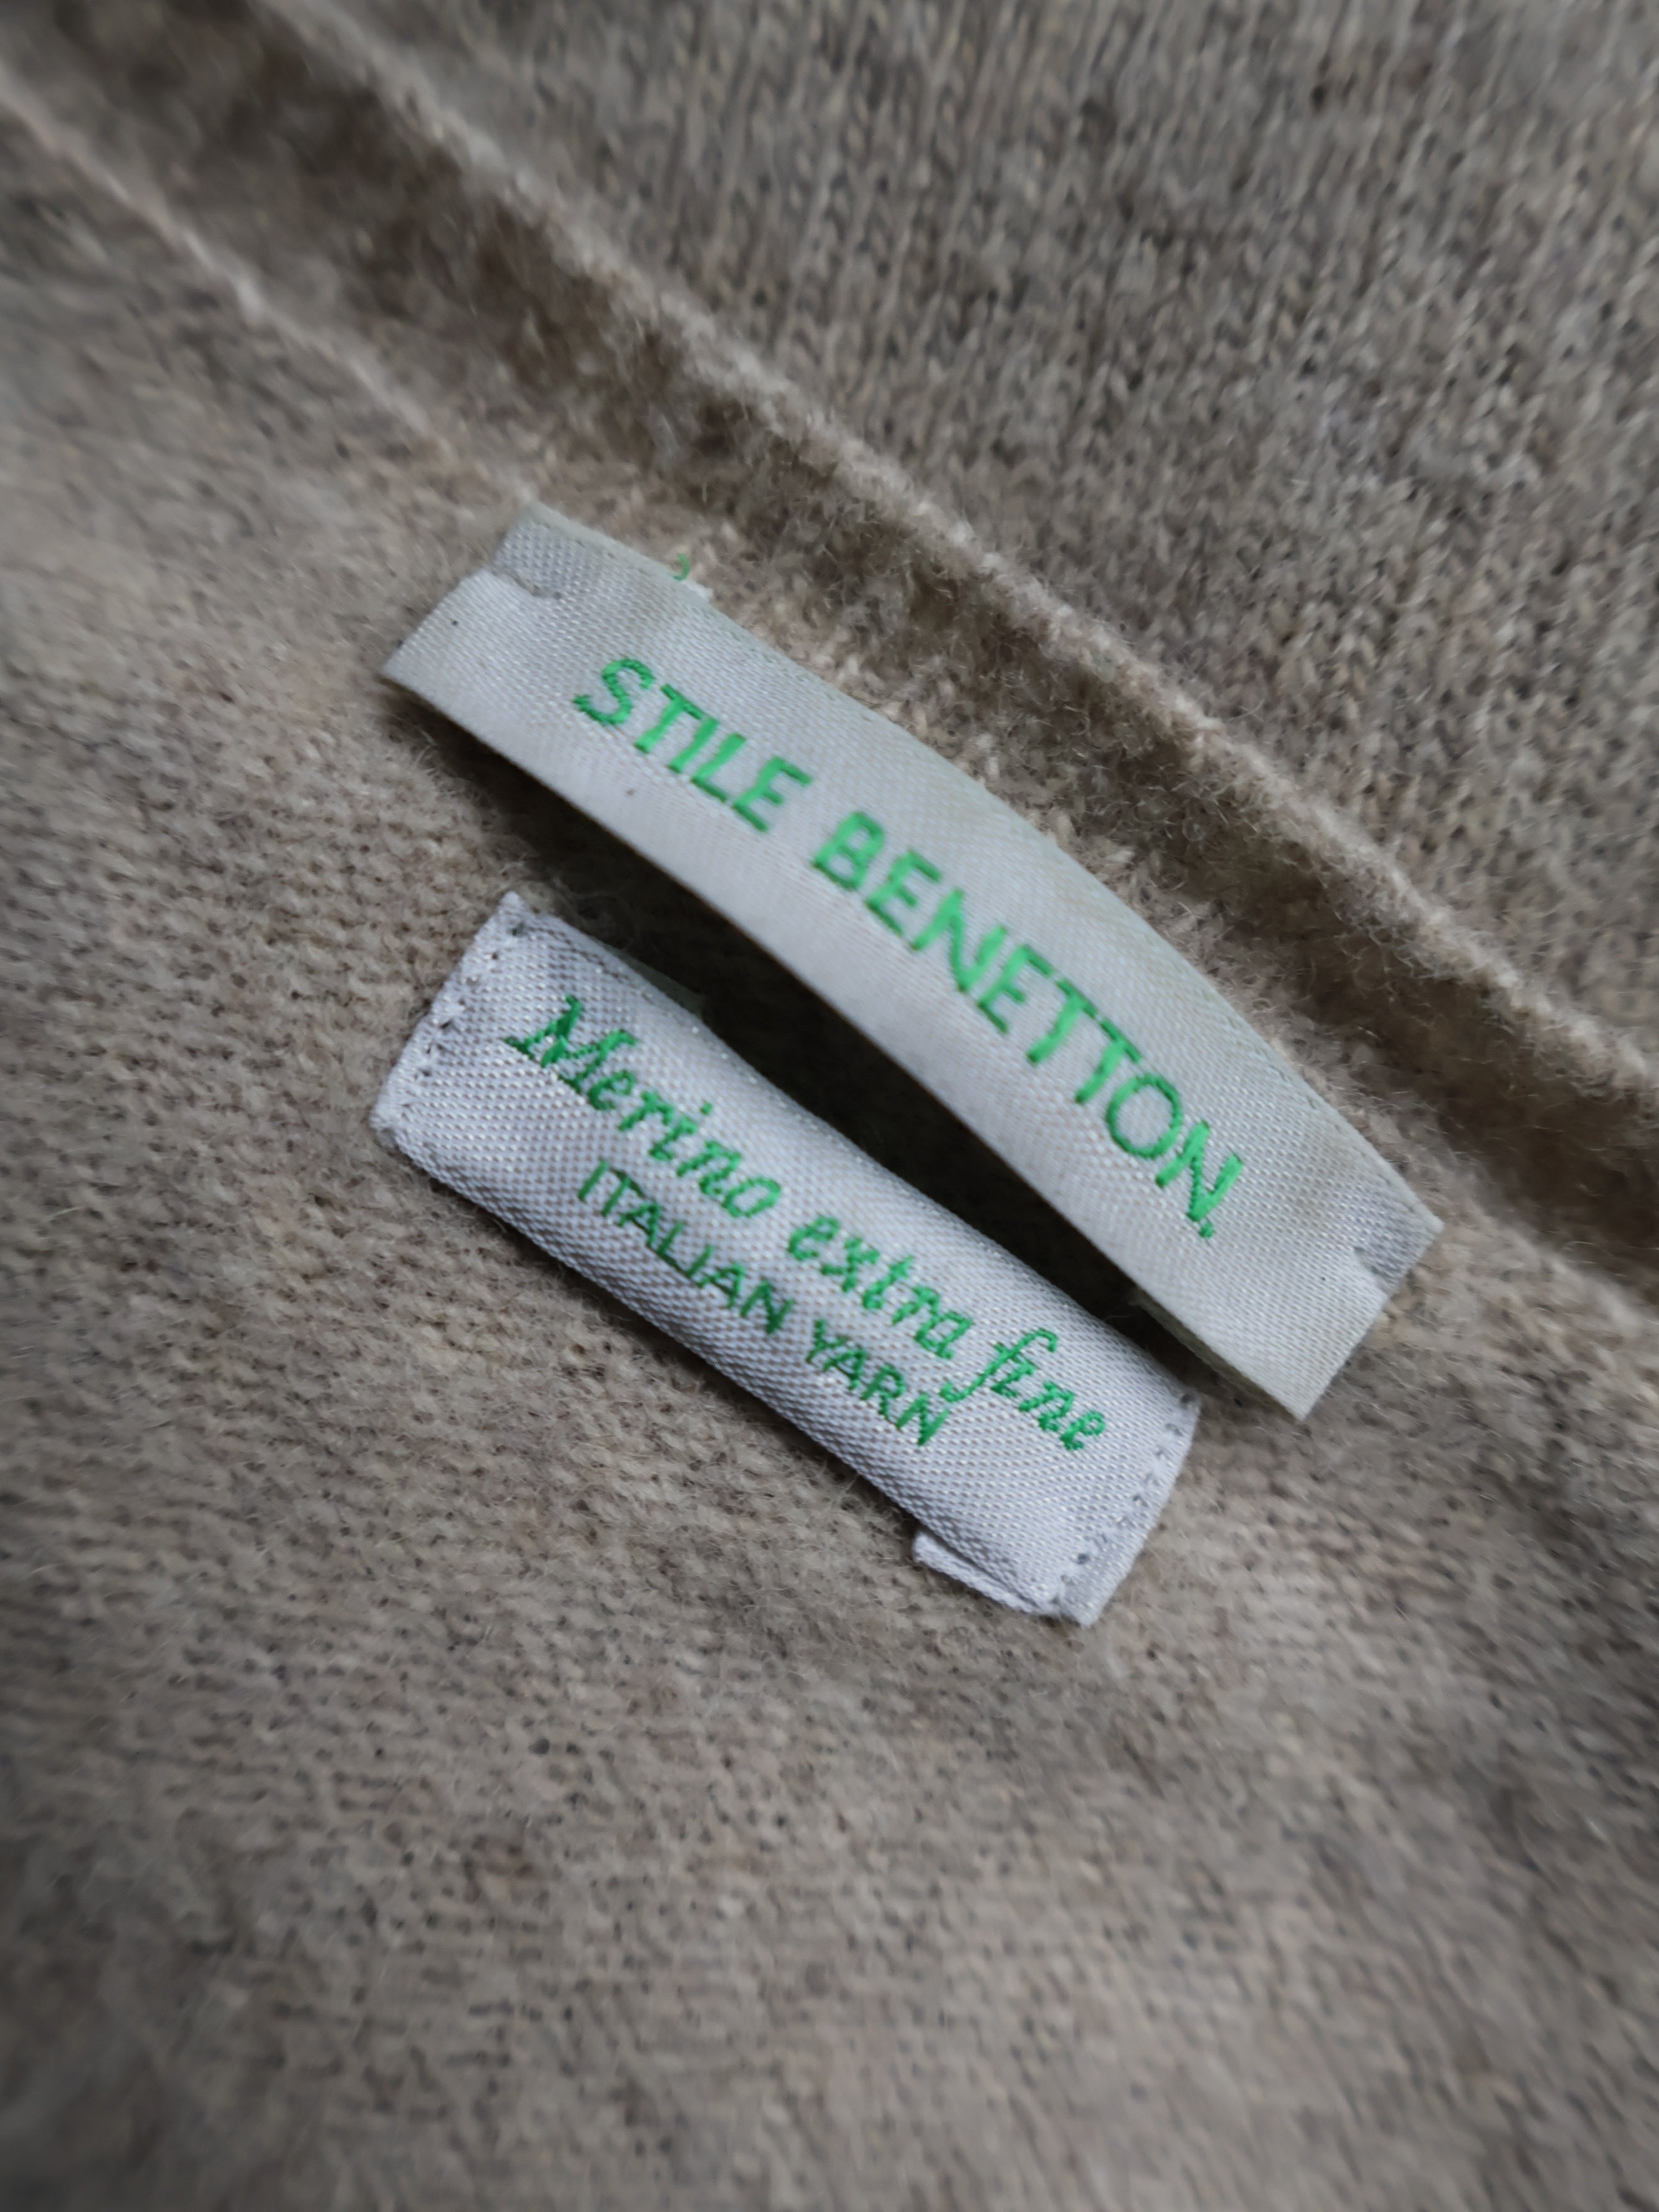 STILE BENETTON.
Merino extra fine
ITALIAN YARN